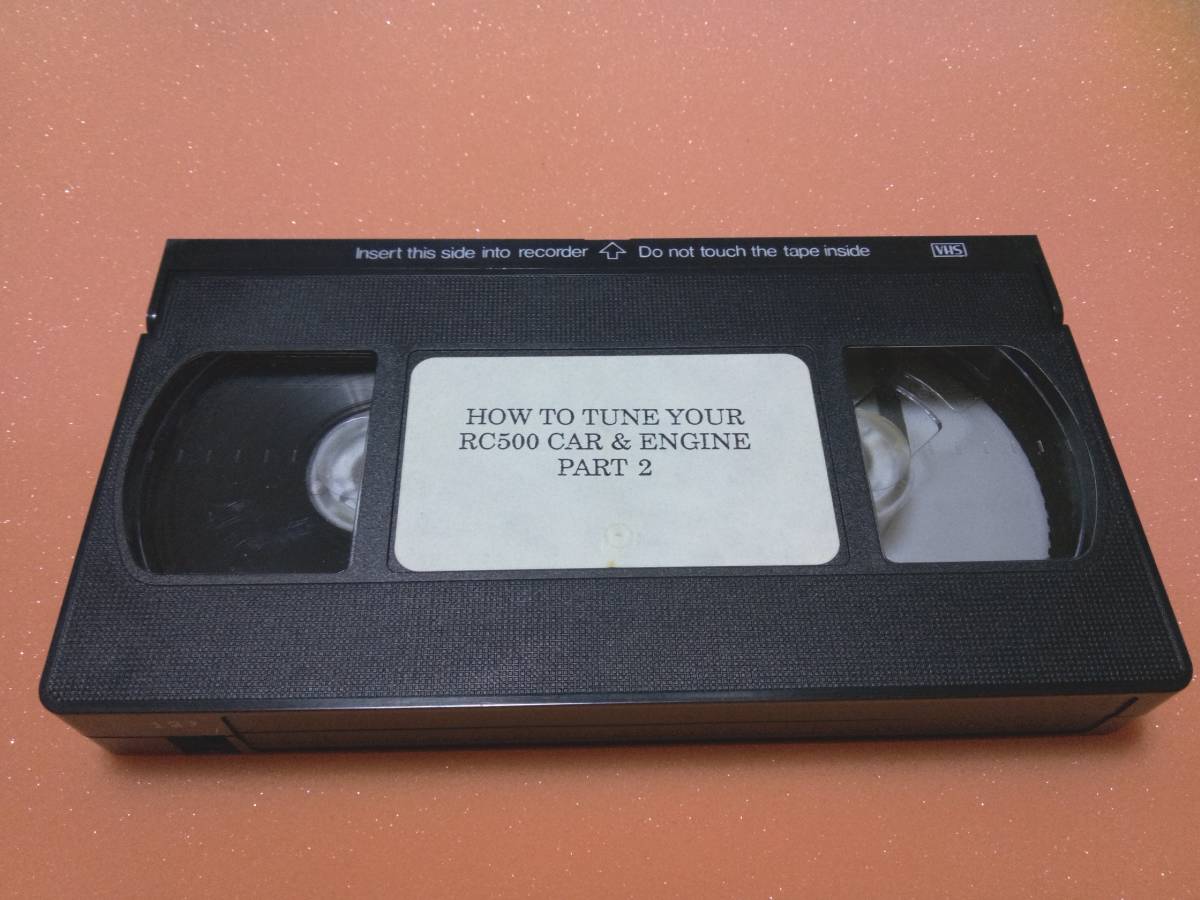 Insert this side into recorder ⇧ Do not touch the tape inside VHS
HOW TO TUNE YOUR
RC500 CAR & ENGINE
PART 2